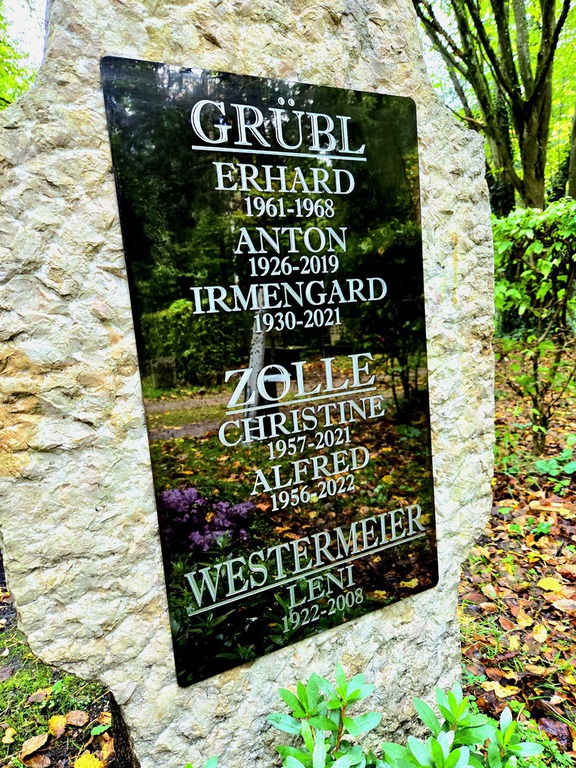 GRÜBL
ERHARD
1961-1968
ANTON
1926-2019
IRMENGARD
1930-2021
ZOLLE
CHRISTINE
1957-2021
ALFRED
1956-2022
WESTERMEIER
LENI
1922-2008